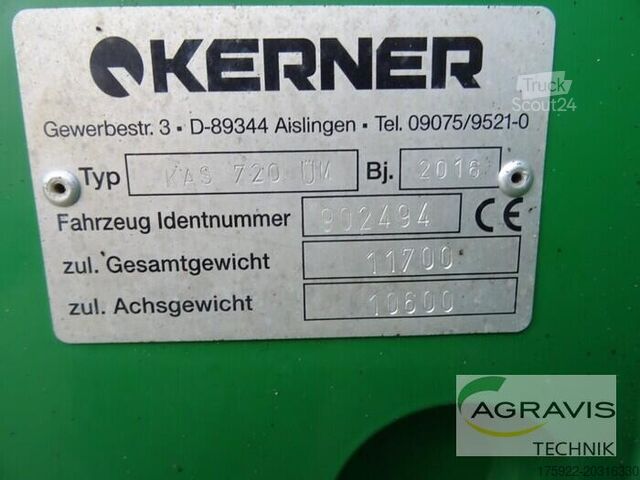 KERNER
Truck
Scout24
Gewerbestr. 3 • D-89344 Aislingen • Tel. 09075/9521-0
Typ KAS 720 ÜM Bj. 2016
Fahrzeug Identnummer 902494 CE
zul. Gesamtgewicht 11700
zul. Achsgewicht 10600
AGRAVIS
TECHNIK
175922-20316330